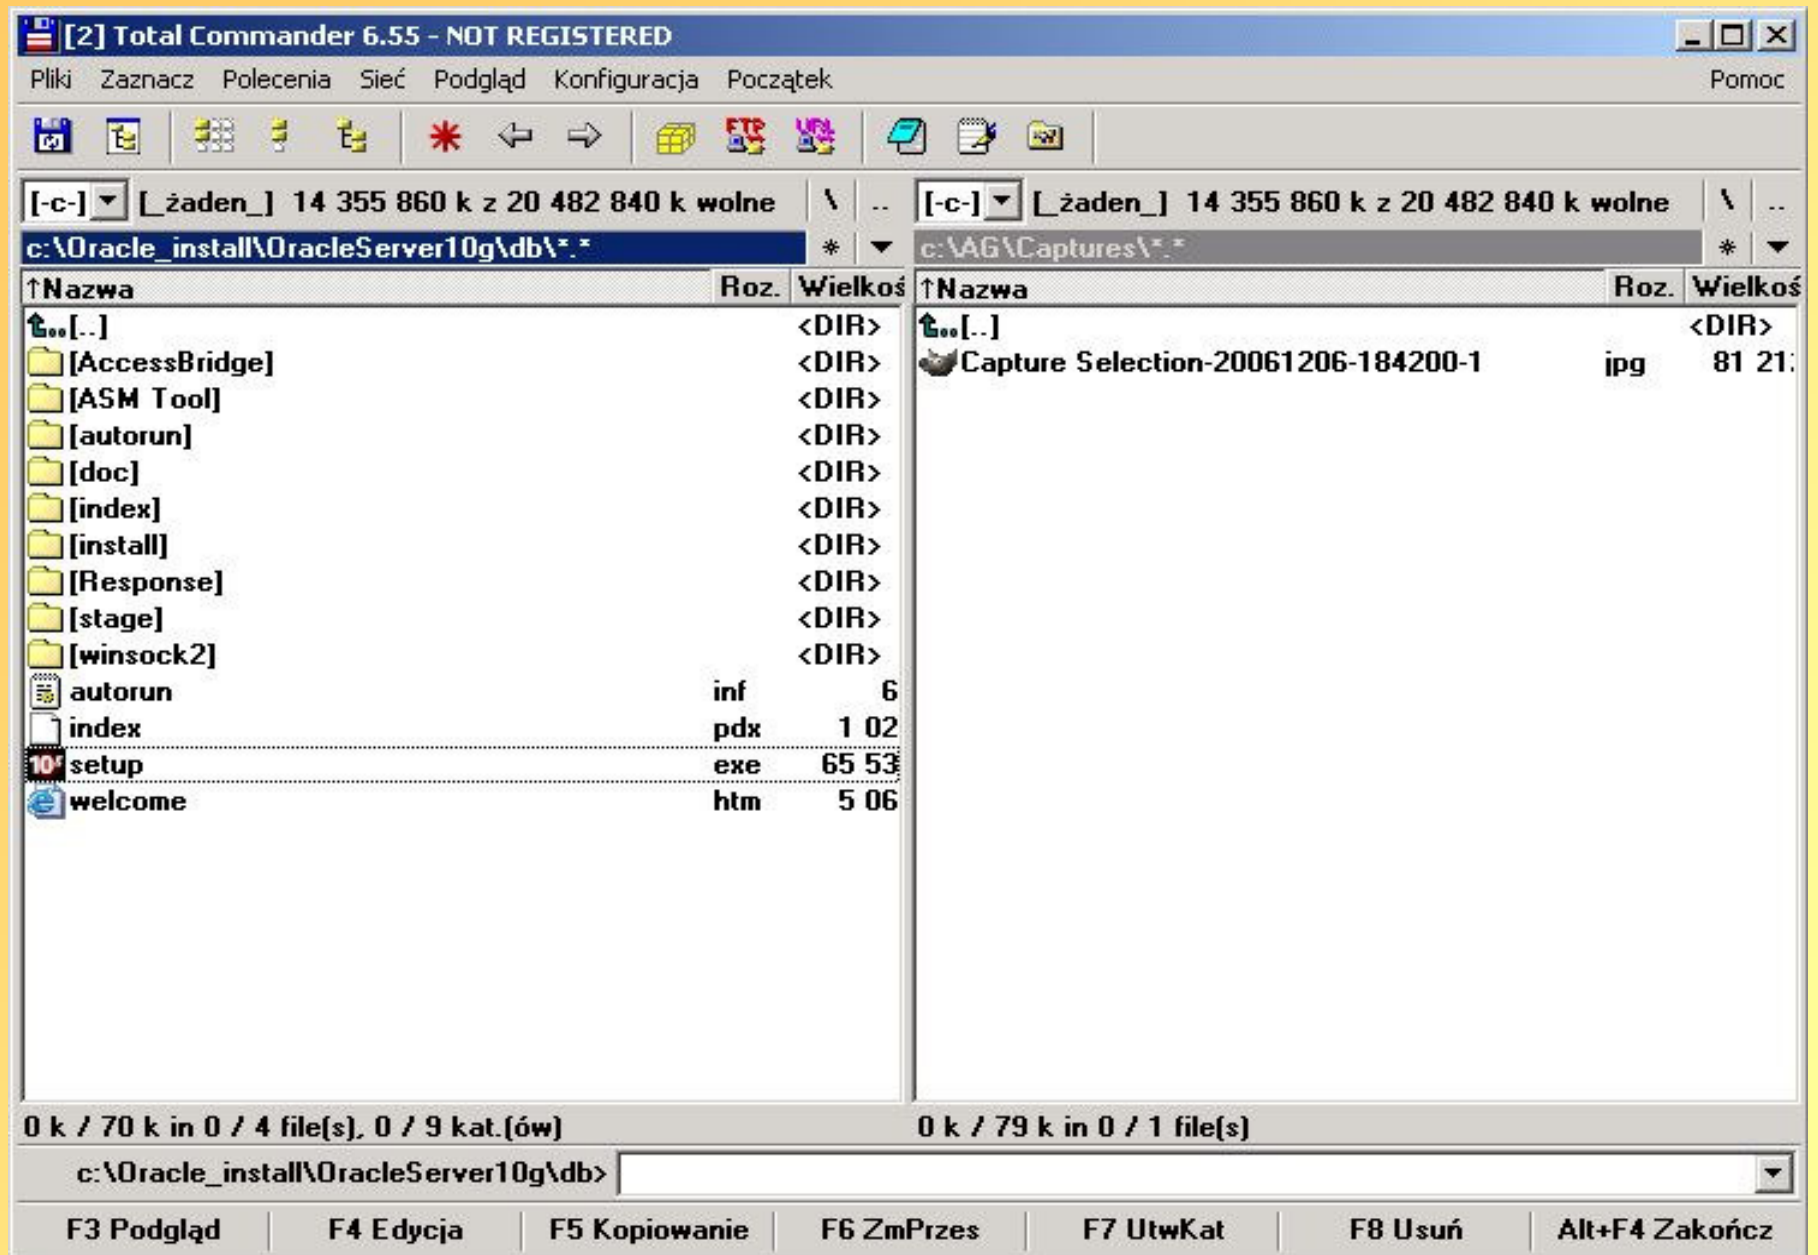 [2] Total Commander 6.55 - NOT REGISTERED
Pliki Zaznacz Polecenia Sieć Podgląd Konfiguracja Początek Pomoc
FTP URL
[-c-] [_żaden_] 14 355 860 k z 20 482 840 k wolne \ ..
[-c-] [_żaden_] 14 355 860 k z 20 482 840 k wolne \ ..
c:\Oracle_install\OracleServer10g\db\*.* *
c:\AG\Captures\*.* *
↑Nazwa Roz. Wielkoś
[..] <DIR>
[AccessBridge] <DIR>
[ASM Tool] <DIR>
[autorun] <DIR>
[doc] <DIR>
[index] <DIR>
[install] <DIR>
[Response] <DIR>
[stage] <DIR>
[winsock2] <DIR>
autorun inf 6
index pdx 1 02
setup exe 65 53
welcome htm 5 06
↑Nazwa Roz. Wielkoś
[..] <DIR>
Capture Selection-20061206-184200-1 jpg 81 21
0 k / 70 k in 0 / 4 file(s), 0 / 9 kat.(ów)
0 k / 79 k in 0 / 1 file(s)
c:\Oracle_install\OracleServer10g\db>
F3 Podgląd F4 Edycja F5 Kopiowanie F6 ZmPrzes F7 UtwKat F8 Usuń Alt+F4 Zakończ